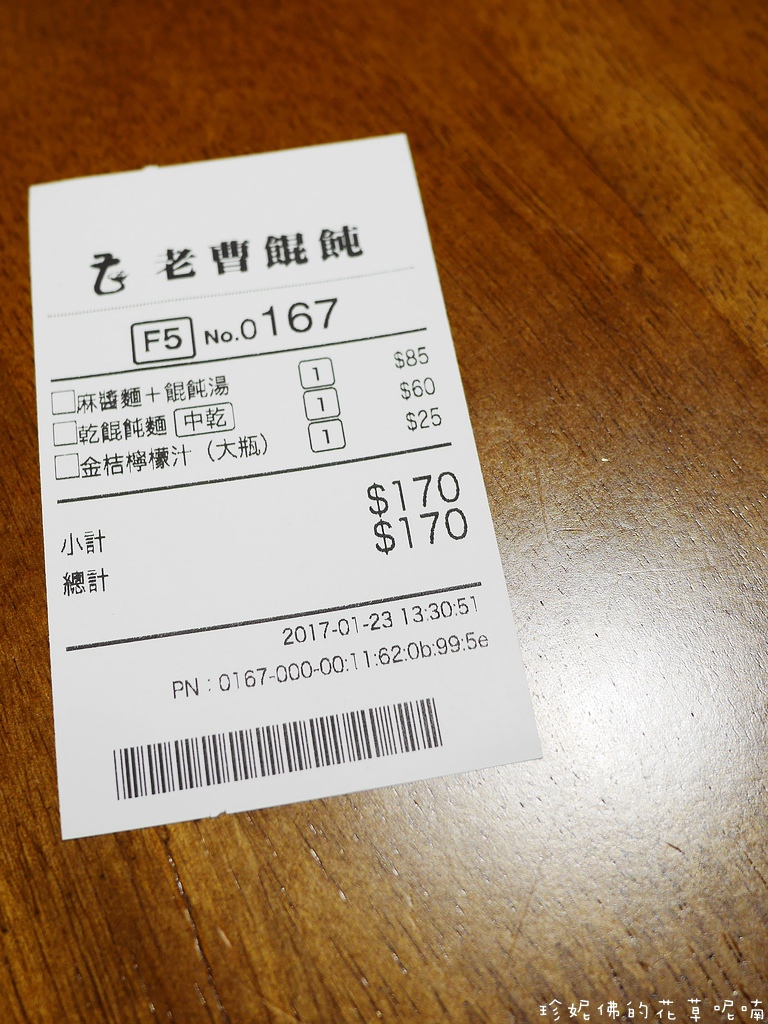 老曹餛飩
F5 No.0167
麻醬麵＋餛飩湯 1 $85
乾餛飩麵 中乾 1 $60
金桔檸檬汁（大瓶） 1 $25
小計 $170
總計 $170
2017-01-23 13:30:51
PN：0167-000-00:11:62:0b:99:5e
珍妮佛的花草呢喃